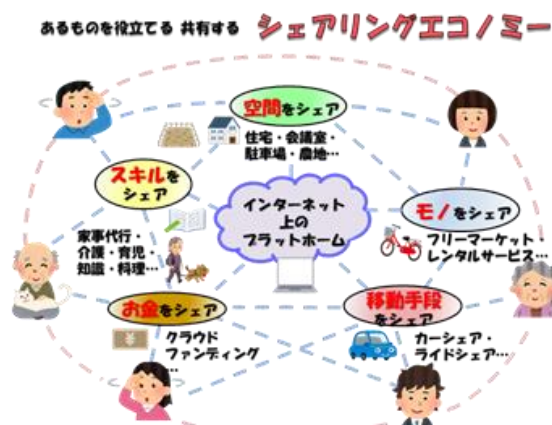 あるものを役立てる 共有する シェアリングエコノミー
空間をシェア
住宅・会議室・
駐車場・農地…
スキルを
シェア
家事代行・
介護・育児・
知識・料理…
インターネット
上の
プラットホーム
モノをシェア
フリーマーケット・
レンタルサービス…
お金をシェア
クラウド
ファンディング
…
移動手段
をシェア
カーシェア・
ライドシェア…